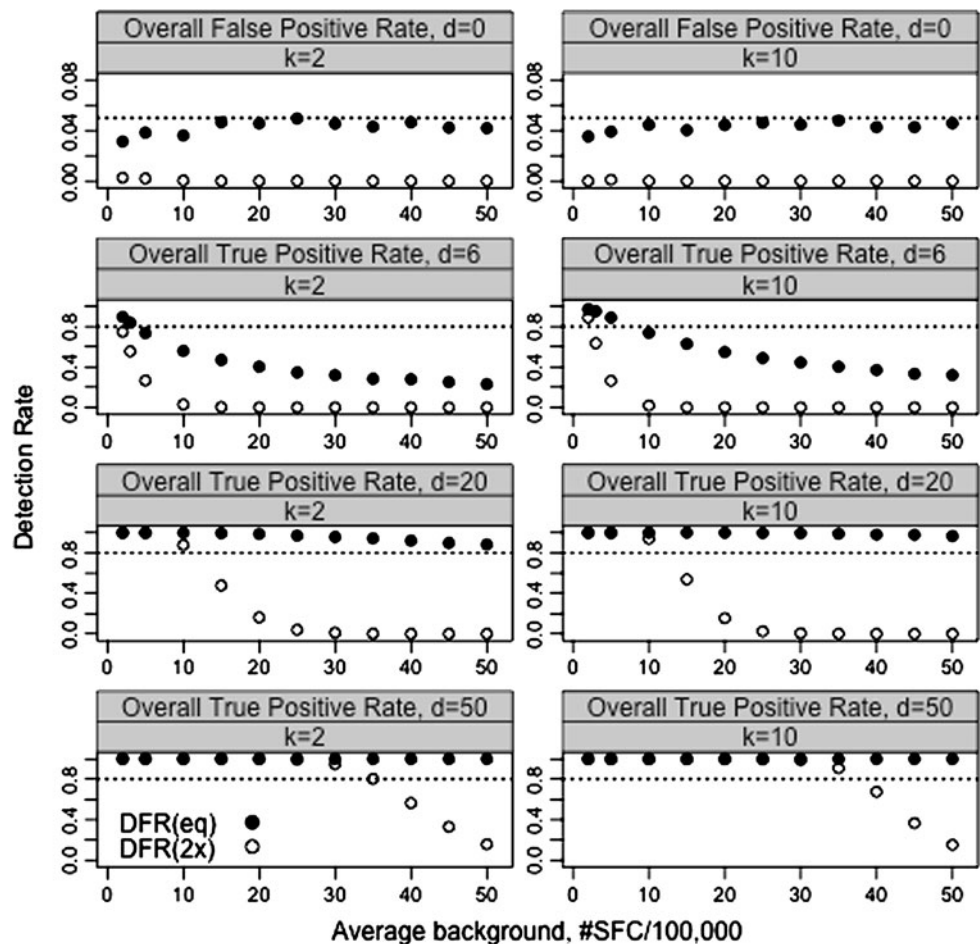 Overall False Positive Rate, d=0
k=2
0.00 0.04 0.08
0 10 20 30 40 50
Overall False Positive Rate, d=0
k=10
0.00 0.04 0.08
0 10 20 30 40 50
Overall True Positive Rate, d=6
k=2
0.0 0.4 0.8
0 10 20 30 40 50
Overall True Positive Rate, d=6
k=10
0.0 0.4 0.8
0 10 20 30 40 50
Overall True Positive Rate, d=20
k=2
0.0 0.4 0.8
0 10 20 30 40 50
Overall True Positive Rate, d=20
k=10
0.0 0.4 0.8
0 10 20 30 40 50
Overall True Positive Rate, d=50
k=2
0.0 0.4 0.8
DFR(eq)
DFR(2x)
0 10 20 30 40 50
Overall True Positive Rate, d=50
k=10
0.0 0.4 0.8
0 10 20 30 40 50
Detection Rate
Average background, #SFC/100,000